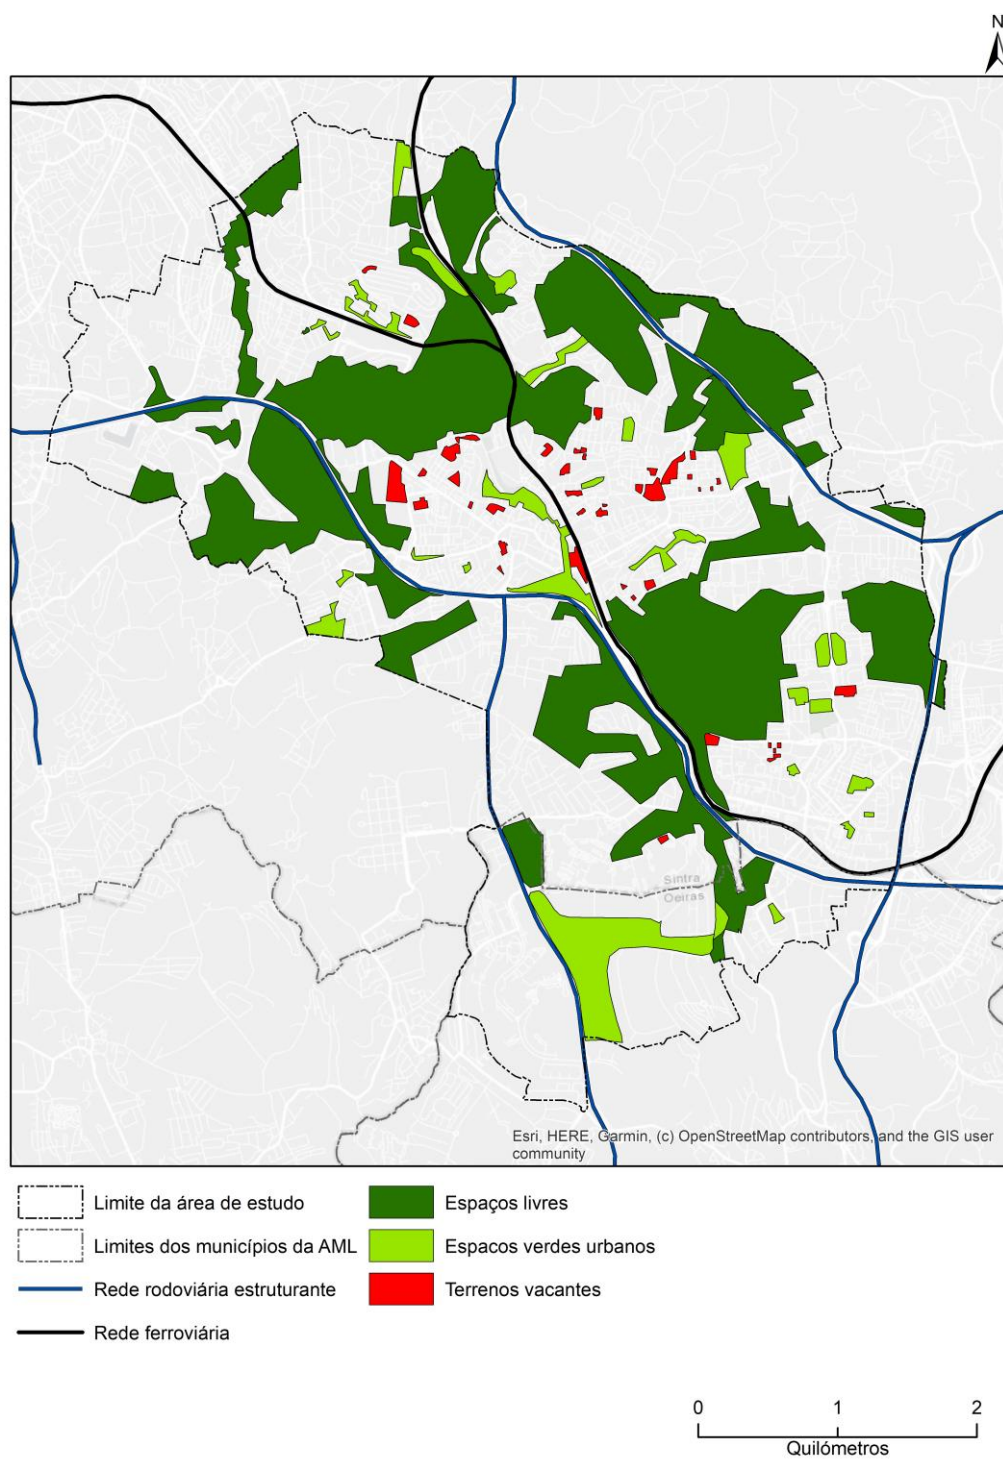 N
Sintra
Oeiras
Esri, HERE, Garmin, (c) OpenStreetMap contributors, and the GIS user
community
Limite da área de estudo
Limites dos municípios da AML
Rede rodoviária estruturante
Rede ferroviária
Espaços livres
Espacos verdes urbanos
Terrenos vacantes
0 1 2
Quilómetros